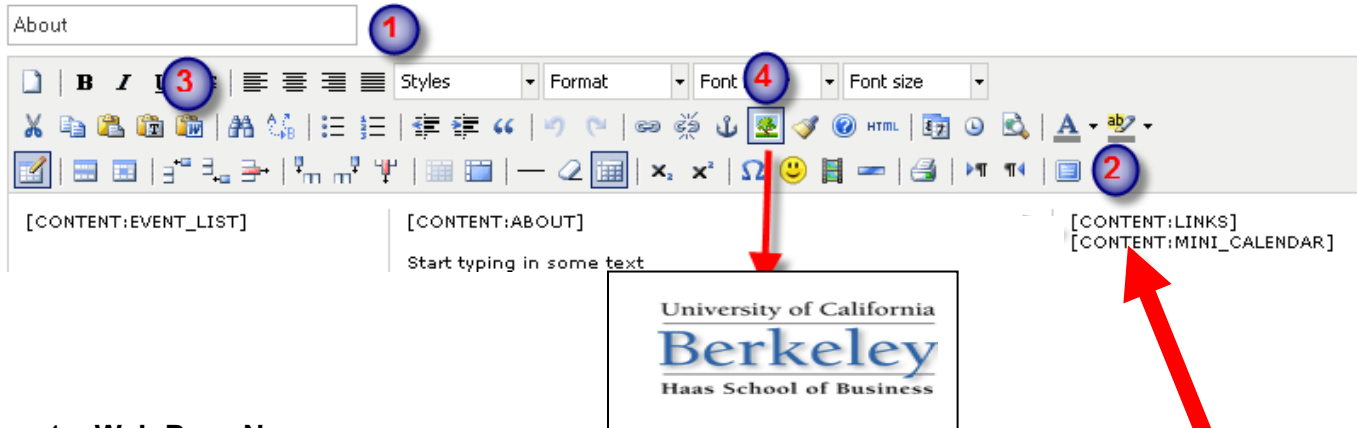 About
1
B I U 3 Styles Format Font 4 Font size
HTML
2
[CONTENT:EVENT_LIST] [CONTENT:ABOUT] [CONTENT:LINKS]
[CONTENT:MINI_CALENDAR]
Start typing in some text
University of California
Berkeley
Haas School of Business